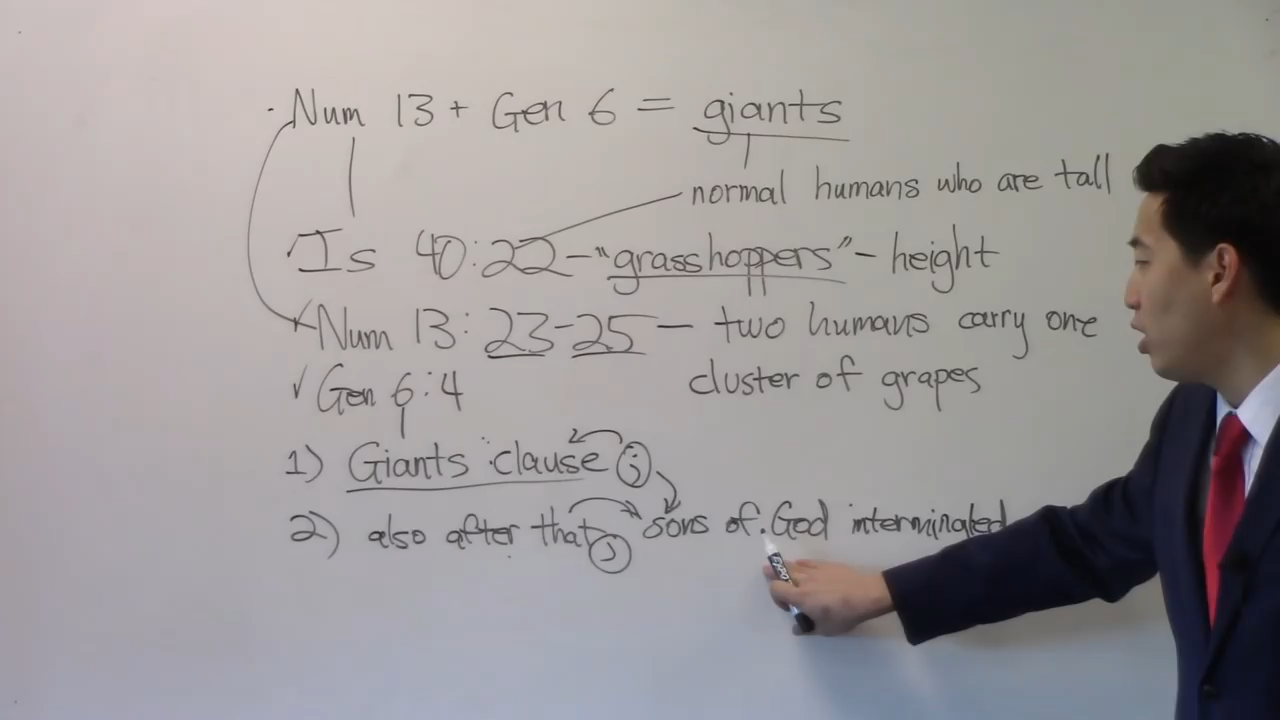 · Num 13 + Gen 6 = giants
normal humans who are tall
Is 40:22 - "grasshoppers" - height
✓ Num 13: 23-25 - two humans carry one
cluster of grapes
✓ Gen 6:4
1) Giants clause ;
2) also after that, sons of God intermingled
EXPO